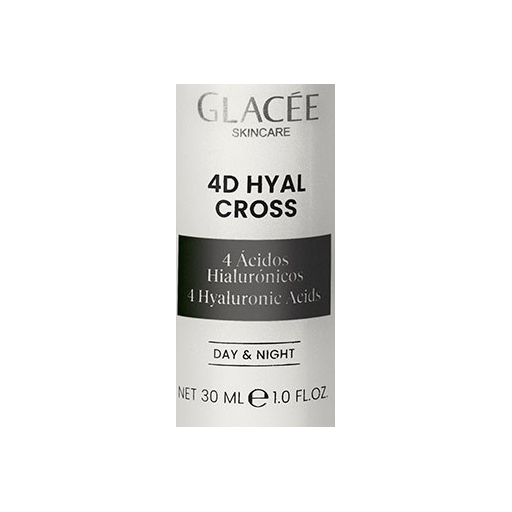 GLACÉE
SKINCARE
4D HYAL
CROSS
4 Ácidos
Hialurónicos
4 Hyaluronic Acids
DAY & NIGHT
NET 30 ML ℮ 1.0 FL.OZ.